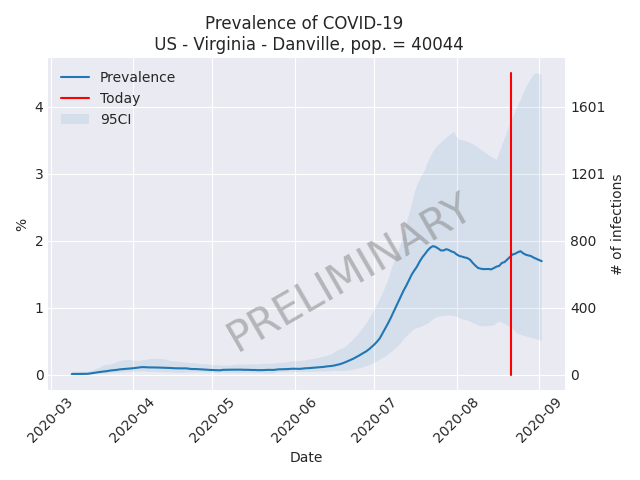 Prevalence of COVID-19
US - Virginia - Danville, pop. = 40044
Prevalence
Today
95CI
4
3
2
1
0
%
1601
1201
800
400
0
# of infections
PRELIMINARY
2020-03
2020-04
2020-05
2020-06
2020-07
2020-08
2020-09
Date